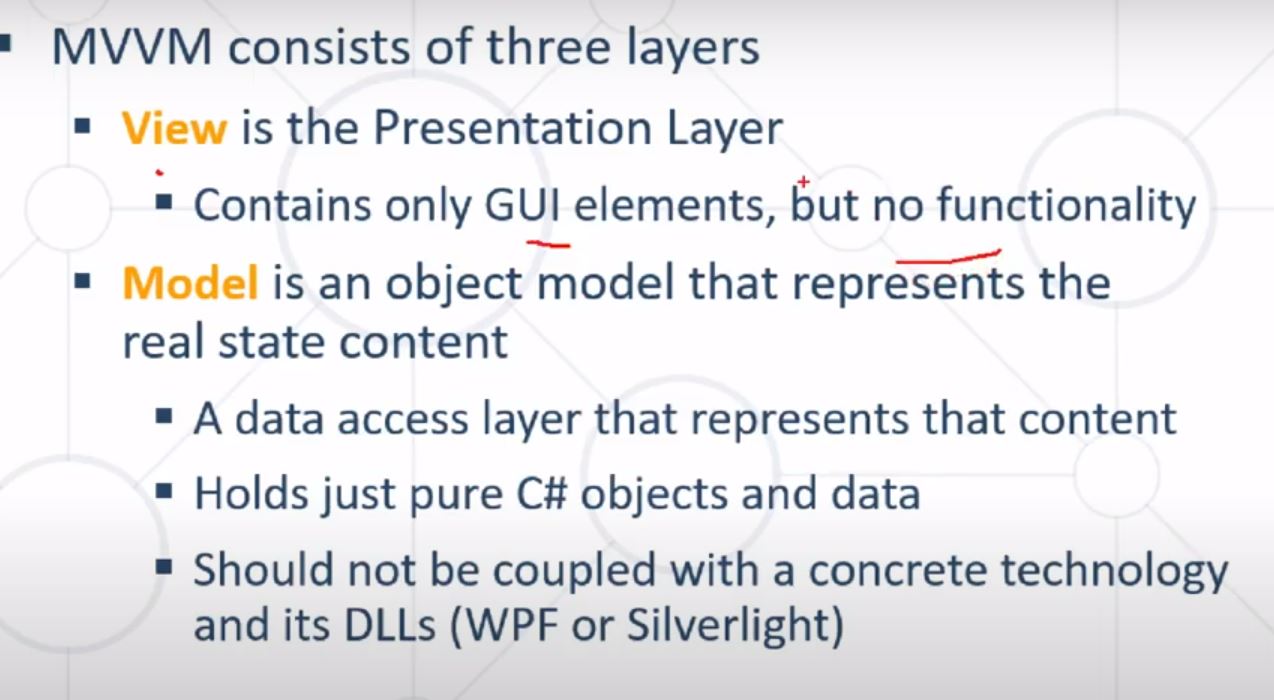 MVVM consists of three layers
View is the Presentation Layer
Contains only GUI elements, but no functionality
Model is an object model that represents the
real state content
A data access layer that represents that content
Holds just pure C# objects and data
Should not be coupled with a concrete technology
and its DLLs (WPF or Silverlight)